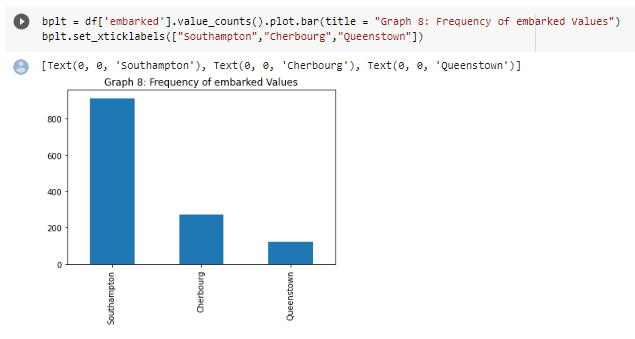 bplt = df['embarked'].value_counts().plot.bar(title = "Graph 8: Frequency of embarked Values")
bplt.set_xticklabels(["Southampton","Cherbourg","Queenstown"])
[Text(0, 0, 'Southampton'), Text(0, 0, 'Cherbourg'), Text(0, 0, 'Queenstown')]
Graph 8: Frequency of embarked Values
800
600
400
200
0
Southampton
Cherbourg
Queenstown